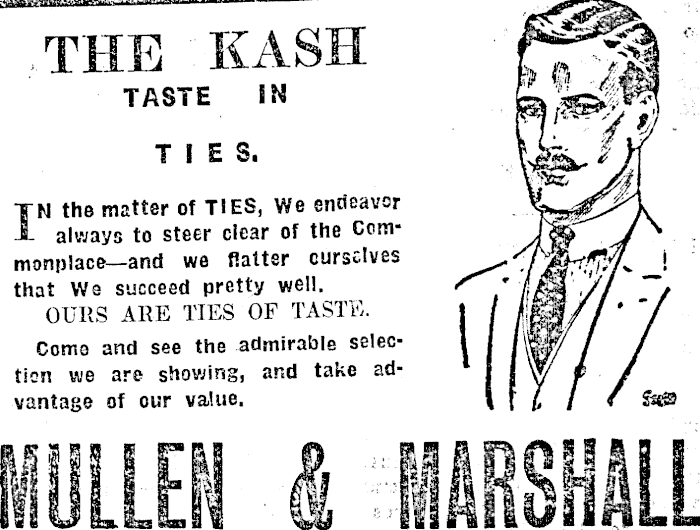 THE KASH
TASTE IN
TIES.
IN the matter of TIES, We endeavor
always to steer clear of the Com-
monplace—and we flatter ourselves
that We succeed pretty well.
OURS ARE TIES OF TASTE.
Come and see the admirable selec-
tion we are showing, and take ad-
vantage of our value.
MULLEN & MARSHALL